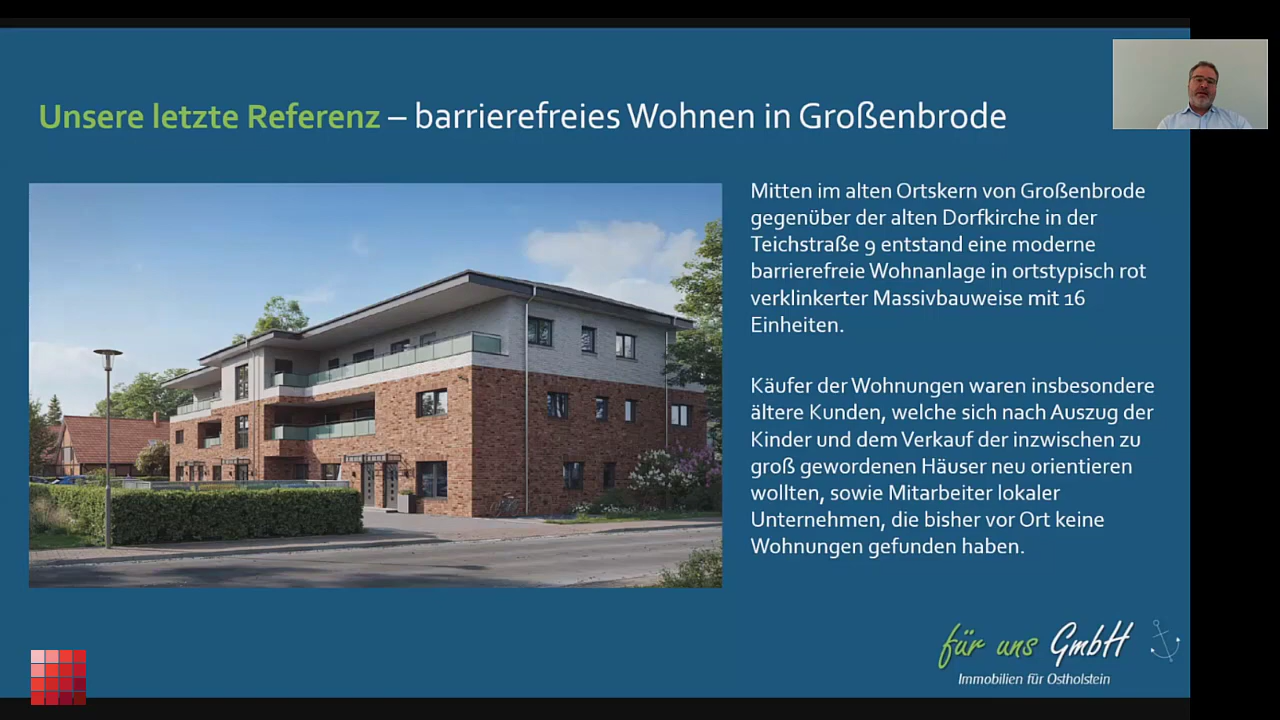 Unsere letzte Referenz – barrierefreies Wohnen in Großenbrode
Mitten im alten Ortskern von Großenbrode
gegenüber der alten Dorfkirche in der
Teichstraße 9 entstand eine moderne
barrierefreie Wohnanlage in ortstypisch rot
verklinkerter Massivbauweise mit 16
Einheiten.
Käufer der Wohnungen waren insbesondere
ältere Kunden, welche sich nach Auszug der
Kinder und dem Verkauf der inzwischen zu
groß gewordenen Häuser neu orientieren
wollten, sowie Mitarbeiter lokaler
Unternehmen, die bisher vor Ort keine
Wohnungen gefunden haben.
für uns GmbH
Immobilien für Ostholstein